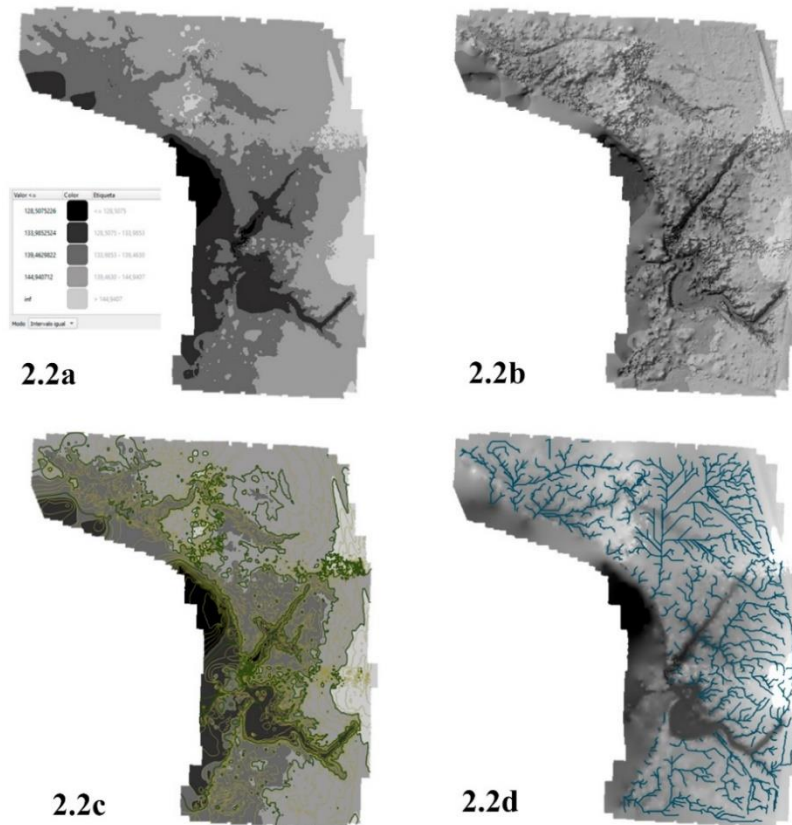 Valor <= Color Etiqueta
128,5075226 <= 128,5075
133,9852524 128,5075 - 133,9853
139,4629822 133,9853 - 139,4630
144,940712 139,4630 - 144,9407
inf > 144,9407
Modo Intervalo igual
2.2a
2.2b
2.2c
2.2d